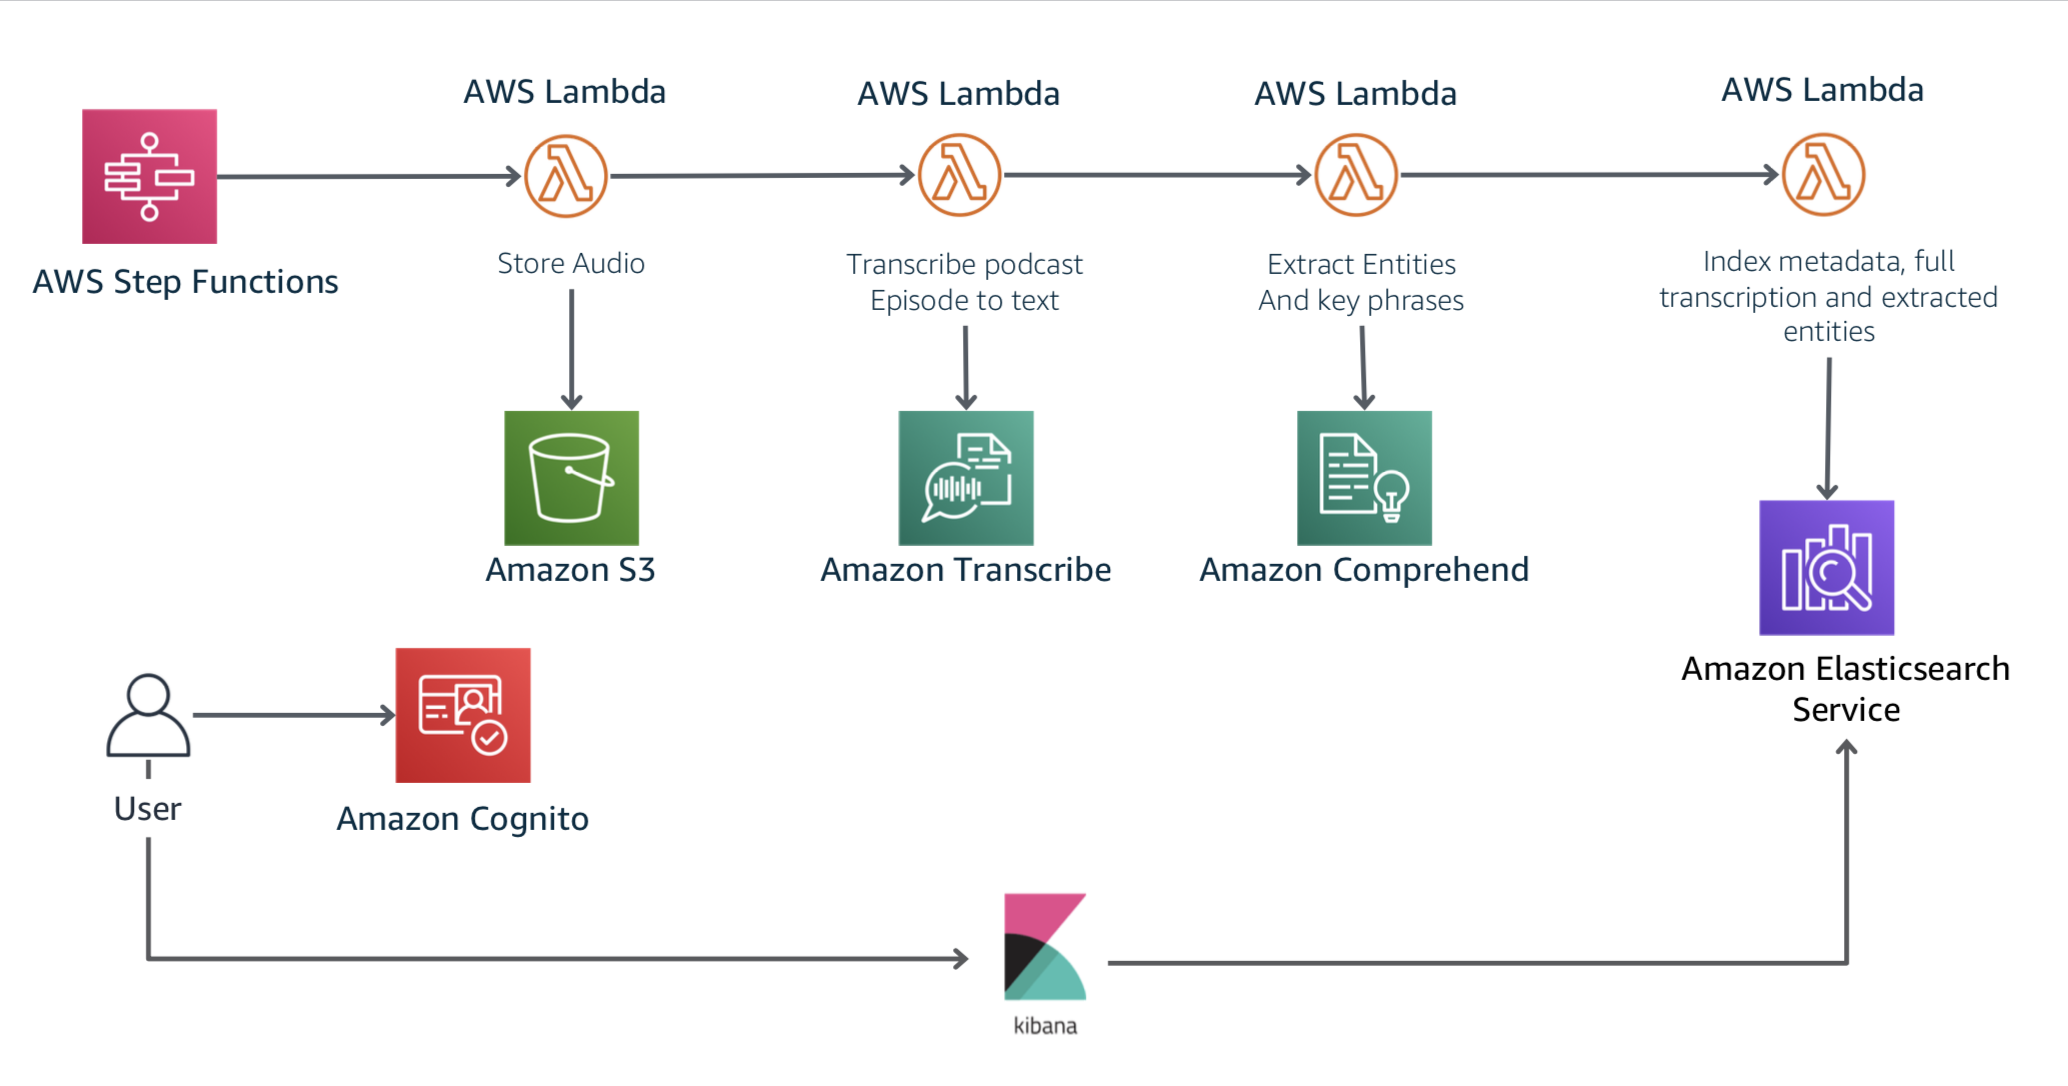 AWS Lambda
AWS Lambda
AWS Lambda
AWS Lambda
AWS Step Functions
Store Audio
Transcribe podcast
Episode to text
Extract Entities
And key phrases
Index metadata, full
transcription and extracted
entities
Amazon S3
Amazon Transcribe
Amazon Comprehend
Amazon Elasticsearch
Service
User
Amazon Cognito
kibana